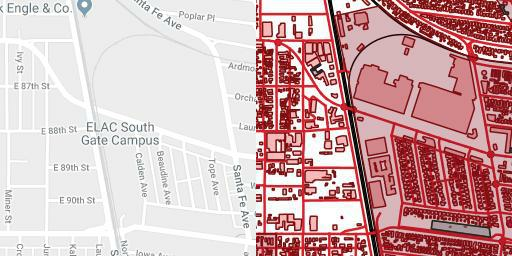 k Engle & Co.
Santa Fe Ave
Poplar Pl
Ivy St
Ardmo
E 87th St
Orch
E 88th St
ELAC South
Gate Campus
Laur
E 89th St
Calden Ave
Beaudine Ave
Tope Ave
Santa Fe Ave
Miner St
E 90th St
Iowa Ave